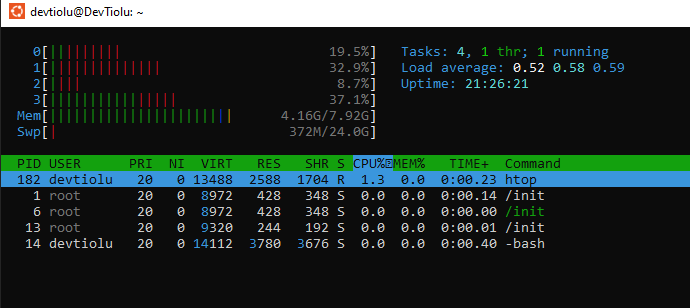 devtiolu@DevTiolu: ~
0[||||||||| 19.5%] Tasks: 4, 1 thr; 1 running
1[|||||||||||||| 32.9%] Load average: 0.52 0.58 0.59
2[|||| 8.7%] Uptime: 21:26:21
3[|||||||||||||||| 37.1%]
Mem[||||||||||||||||||||||| 4.16G/7.92G]
Swp[| 372M/24.0G]
PID USER PRI NI VIRT RES SHR S CPU% MEM% TIME+ Command
182 devtiolu 20 0 13488 2588 1704 R 1.3 0.0 0:00.23 htop
1 root 20 0 8972 428 348 S 0.0 0.0 0:00.14 /init
6 root 20 0 8972 428 348 S 0.0 0.0 0:00.00 /init
13 root 20 0 9320 244 192 S 0.0 0.0 0:00.01 /init
14 devtiolu 20 0 14112 3780 3676 S 0.0 0.0 0:00.40 -bash